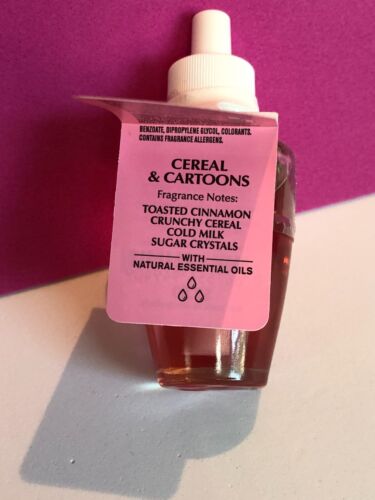 BENZOATE, DIPROPYLENE GLYCOL, COLORANTS.
CONTAINS FRAGRANCE ALLERGENS.
CEREAL
& CARTOONS
Fragrance Notes:
TOASTED CINNAMON
CRUNCHY CEREAL
COLD MILK
SUGAR CRYSTALS
WITH
NATURAL ESSENTIAL OILS